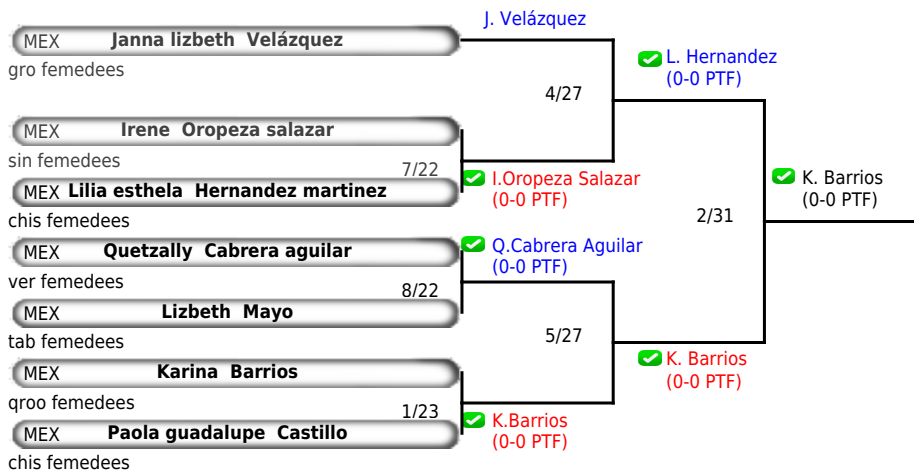 J. Velázquez
MEX Janna lizbeth Velázquez
gro femedees
L. Hernandez
(0-0 PTF)
4/27
MEX Irene Oropeza salazar
sin femedees
7/22
I.Oropeza Salazar
(0-0 PTF)
MEX Lilia esthela Hernandez martinez
chis femedees
K. Barrios
(0-0 PTF)
2/31
MEX Quetzally Cabrera aguilar
ver femedees
Q.Cabrera Aguilar
(0-0 PTF)
8/22
MEX Lizbeth Mayo
tab femedees
5/27
K. Barrios
(0-0 PTF)
MEX Karina Barrios
qroo femedees
1/23
K.Barrios
(0-0 PTF)
MEX Paola guadalupe Castillo
chis femedees